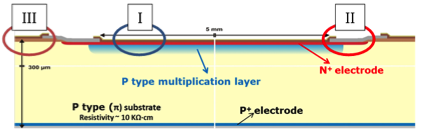 III
I
II
5 mm
300 µm
N⁺ electrode
P type multiplication layer
P type (π) substrate
Resistivity ~ 10 KΩ·cm
P⁺ electrode